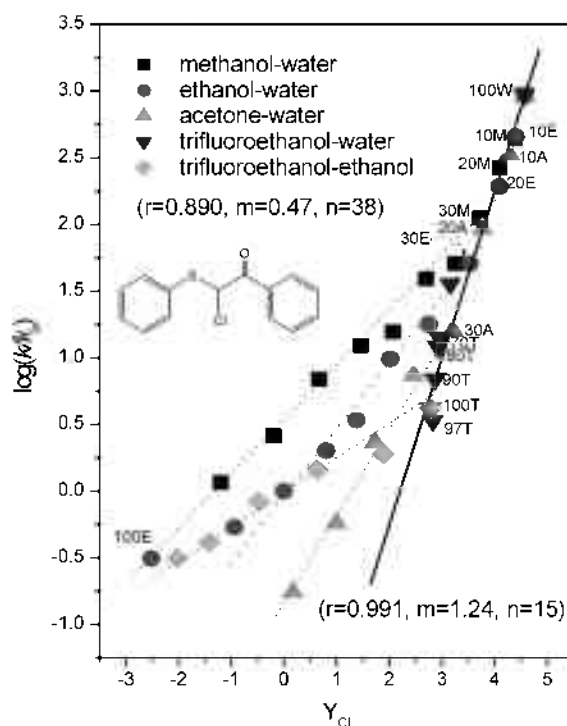 3.5
3.0
2.5
2.0
1.5
1.0
0.5
0.0
-0.5
-1.0
log(k/k₀)
methanol-water
ethanol-water
acetone-water
trifluoroethanol-water
trifluoroethanol-ethanol
(r=0.890, m=0.47, n=38)
S
O
Cl
100W
10M
10E
10A
20M
20E
30M
20A
30E
30A
90T
100T
97T
100E
(r=0.991, m=1.24, n=15)
-3 -2 -1 0 1 2 3 4 5
Y_Cl